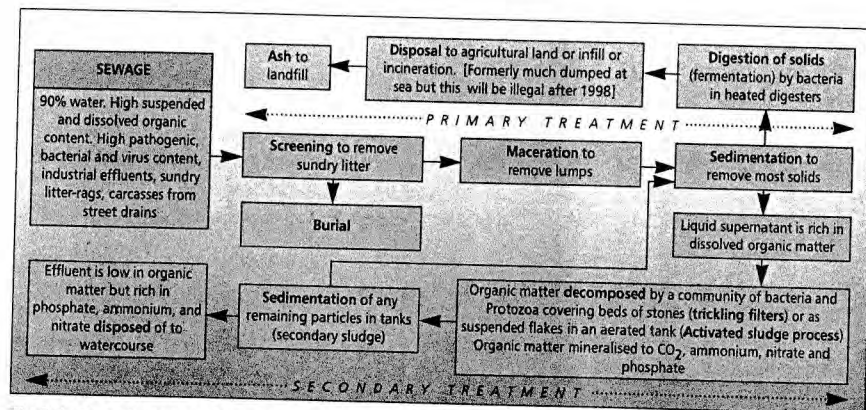 SEWAGE
90% water. High suspended
and dissolved organic
content. High pathogenic,
bacterial and virus content,
industrial effluents, sundry
litter-rags, carcasses from
street drains
Ash to
landfill
Disposal to agricultural land or infill or
incineration. [Formerly much dumped at
sea but this will be illegal after 1998]
Digestion of solids
(fermentation) by bacteria
in heated digesters
PRIMARY TREATMENT
Screening to remove
sundry litter
Maceration to
remove lumps
Sedimentation to
remove most solids
Burial
Liquid supernatant is rich in
dissolved organic matter
Effluent is low in organic
matter but rich in
phosphate, ammonium, and
nitrate disposed of to
watercourse
Sedimentation of any
remaining particles in tanks
(secondary sludge)
Organic matter decomposed by a community of bacteria and
Protozoa covering beds of stones (trickling filters) or as
suspended flakes in an aerated tank (Activated sludge process)
Organic matter mineralised to CO2, ammonium, nitrate and
phosphate
SECONDARY TREATMENT